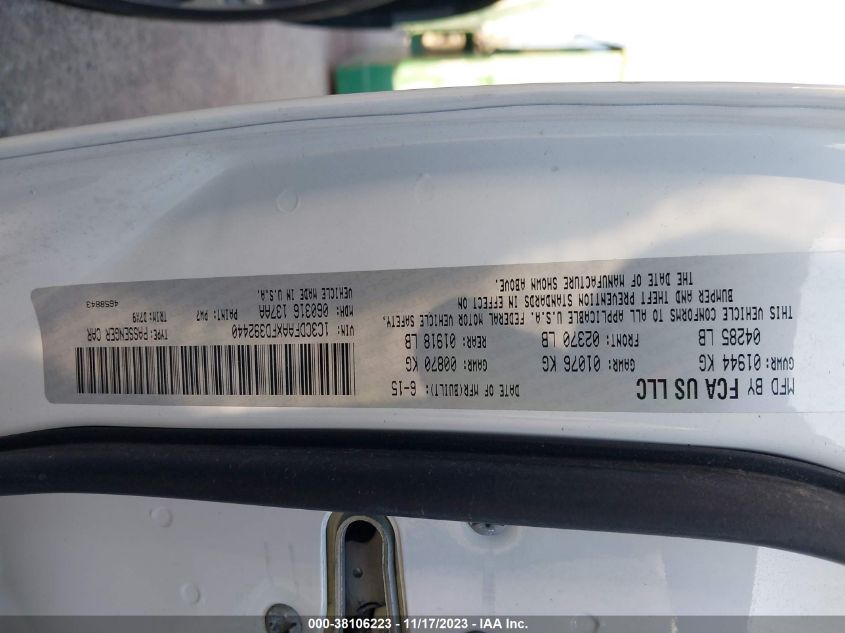 MFD BY FCA US LLC
DATE OF MFR(BUILT): 6-15
GVWR: 01944 KG
04285 LB
GAWR: 01076 KG
FRONT: 02370 LB
GAWR: 00870 KG
REAR: 01918 LB
THIS VEHICLE CONFORMS TO ALL APPLICABLE U.S.A. FEDERAL MOTOR VEHICLE SAFETY,
BUMPER AND THEFT PREVENTION STANDARDS IN EFFECT ON
THE DATE OF MANUFACTURE SHOWN ABOVE.
VIN: 1C3CDFAAXFD392440
TYPE: PASSENGER CAR
MDH: 060316 137AA
PAINT: PW7
TRIM: D7A9
VEHICLE MADE IN U.S.A.
4658843
000-38106223 - 11/17/2023 - IAA Inc.